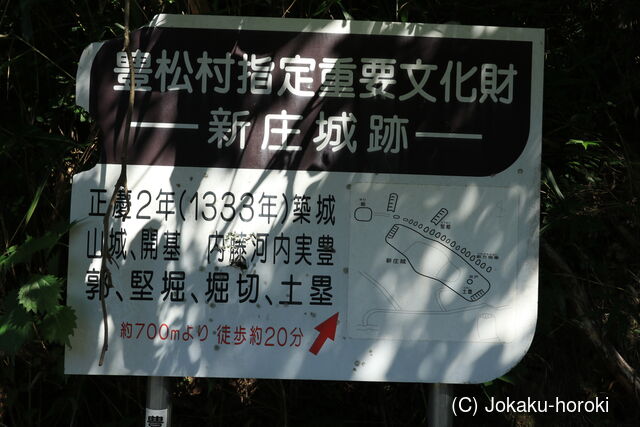 豊松村指定重要文化財
新庄城跡
正慶2年(1333年)築城
山城、開基 内藤河内実豊
郭、堅堀、堀切、土塁
約700mより・徒歩約20分
新庄城
土塁
豊
(C) Jokaku-horoki